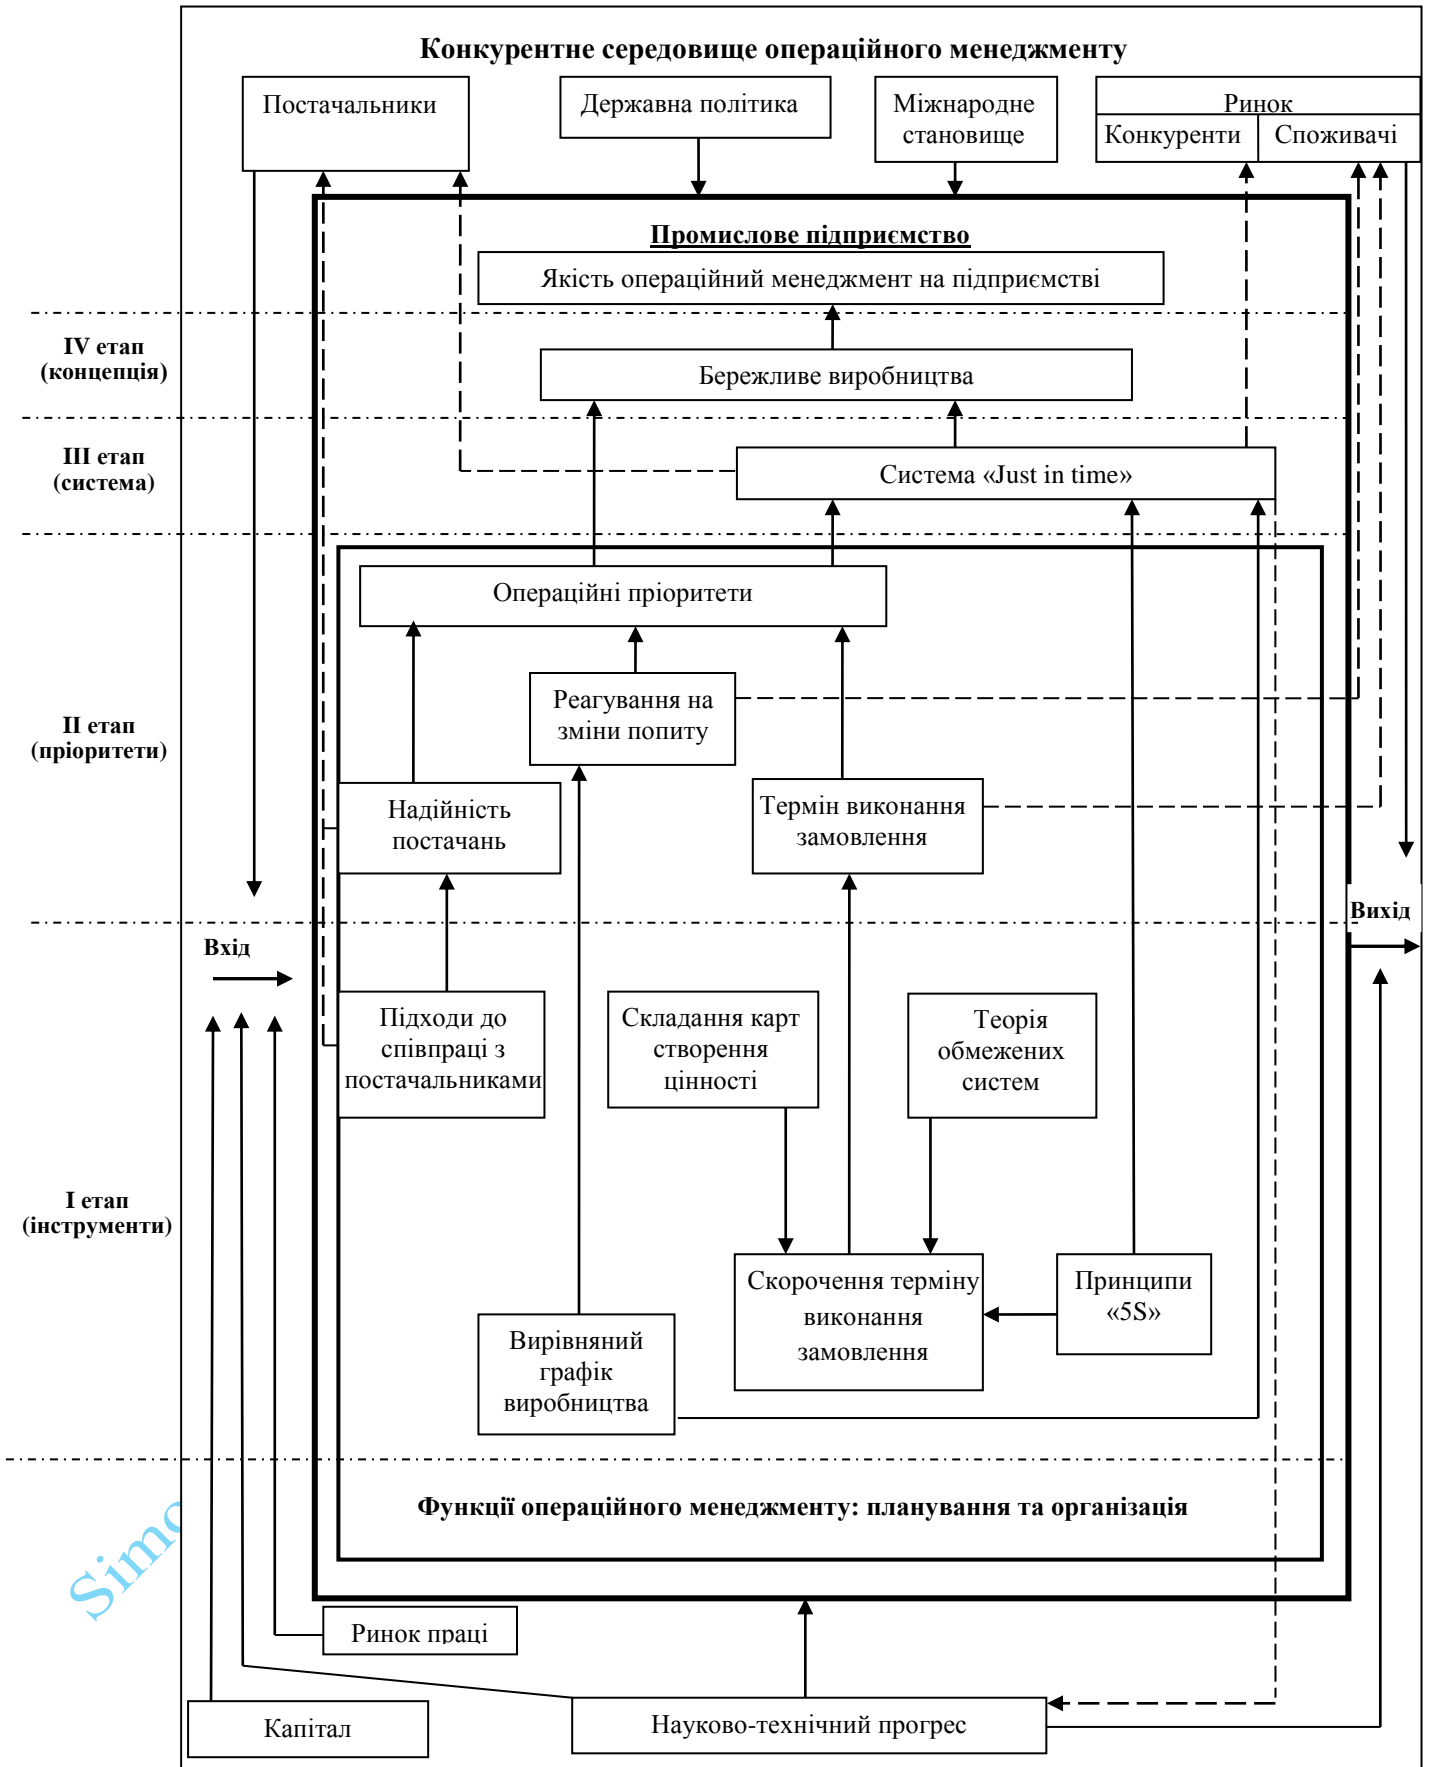 Конкурентне середовище операційного менеджменту
Постачальники
Державна політика
Міжнародне
становище
Ринок
Конкуренти
Споживачі
Промислове підприємство
Якість операційний менеджмент на підприємстві
IV етап
(концепція)
Бережливе виробництва
III етап
(система)
Система «Just in time»
Операційні пріоритети
II етап
(пріоритети)
Реагування на
зміни попиту
Надійність
постачань
Термін виконання
замовлення
Вхід
Вихід
Підходи до
співпраці з
постачальниками
Складання карт
створення
цінності
Теорія
обмежених
систем
I етап
(інструменти)
Скорочення терміну
виконання
замовлення
Принципи
«5S»
Вирівняний
графік
виробництва
Функції операційного менеджменту: планування та організація
Ринок праці
Капітал
Науково-технічний прогрес